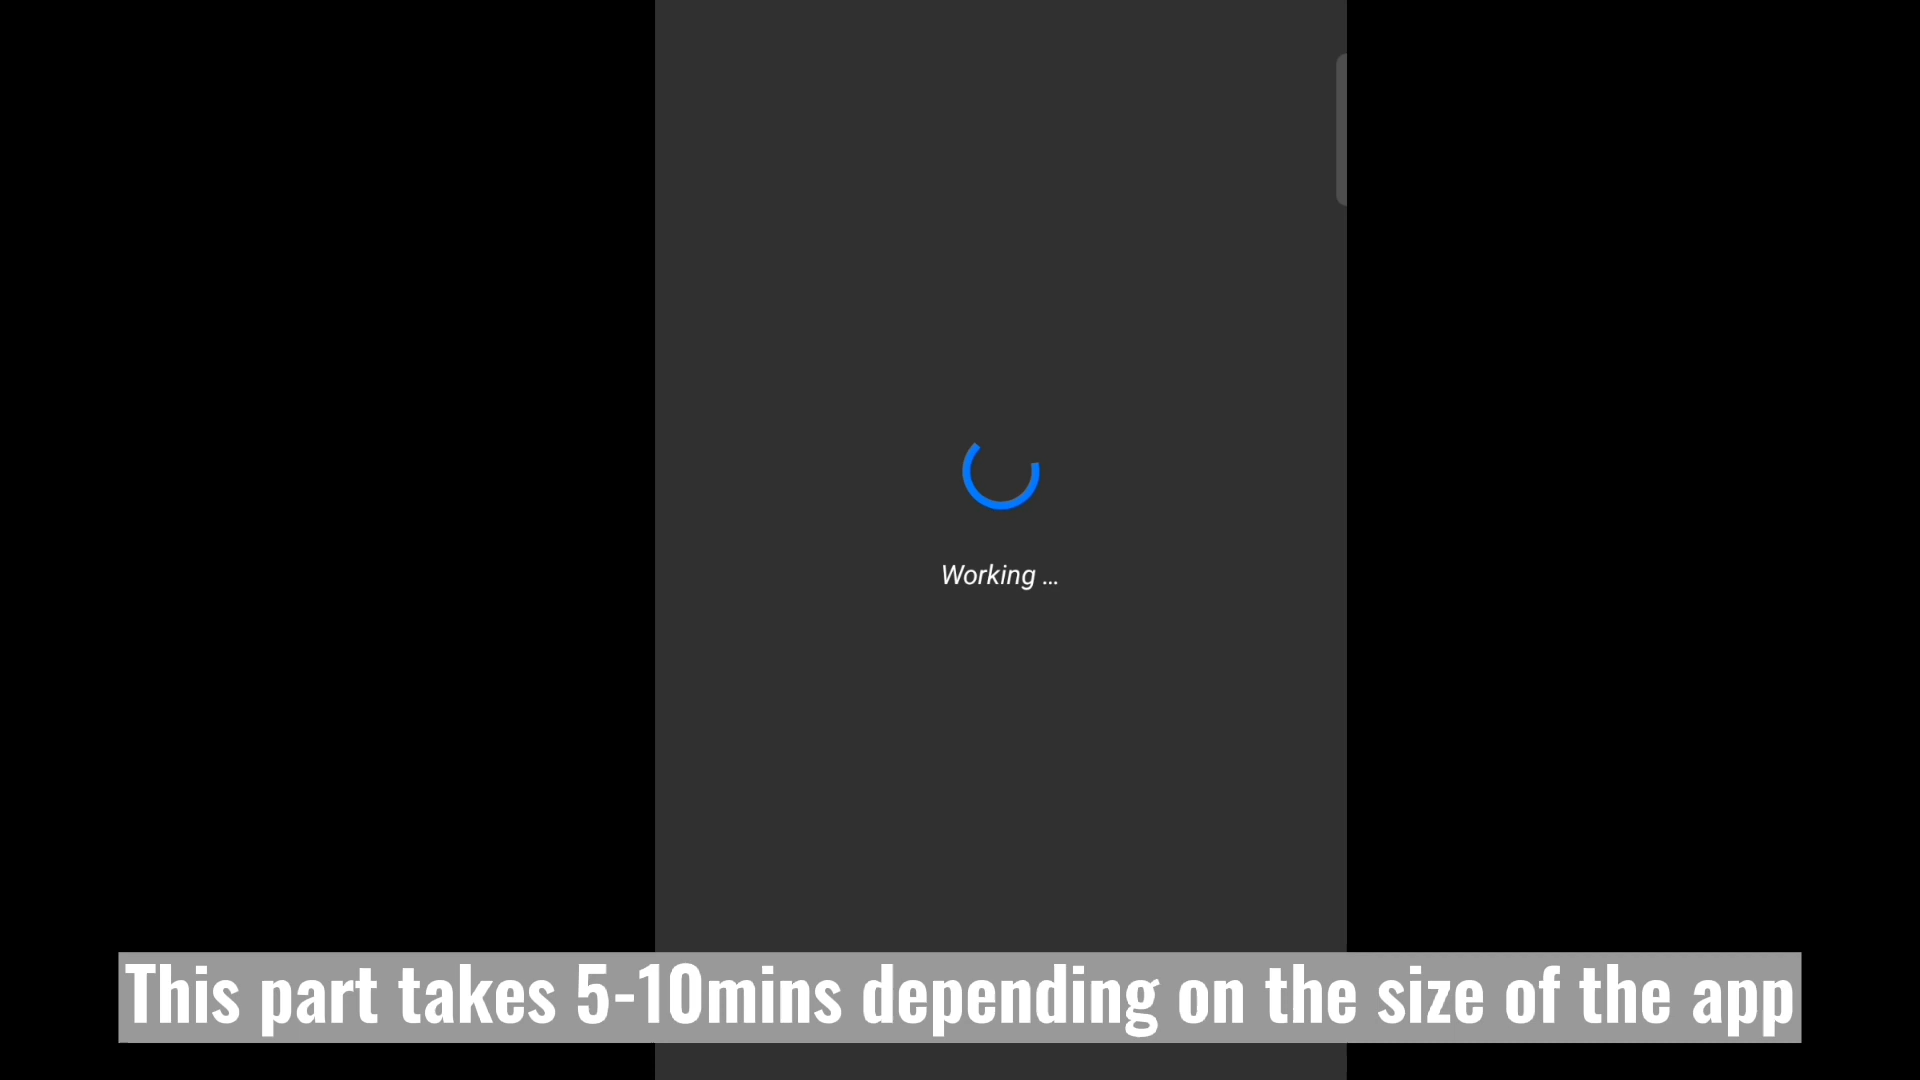 Working ...
This part takes 5-10mins depending on the size of the app